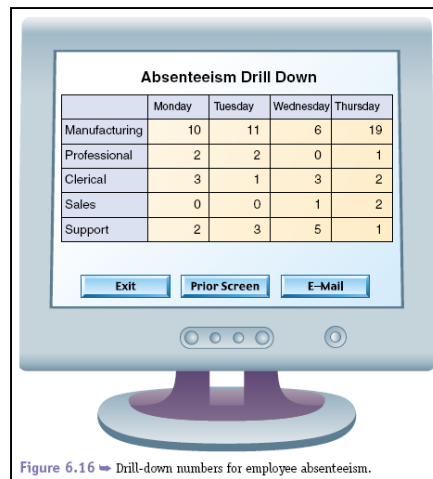 Absenteeism Drill Down
Monday Tuesday Wednesday Thursday
Manufacturing 10 11 6 19
Professional 2 2 0 1
Clerical 3 1 3 2
Sales 0 0 1 2
Support 2 3 5 1
Exit Prior Screen E–Mail
Figure 6.16 ➥ Drill-down numbers for employee absenteeism.